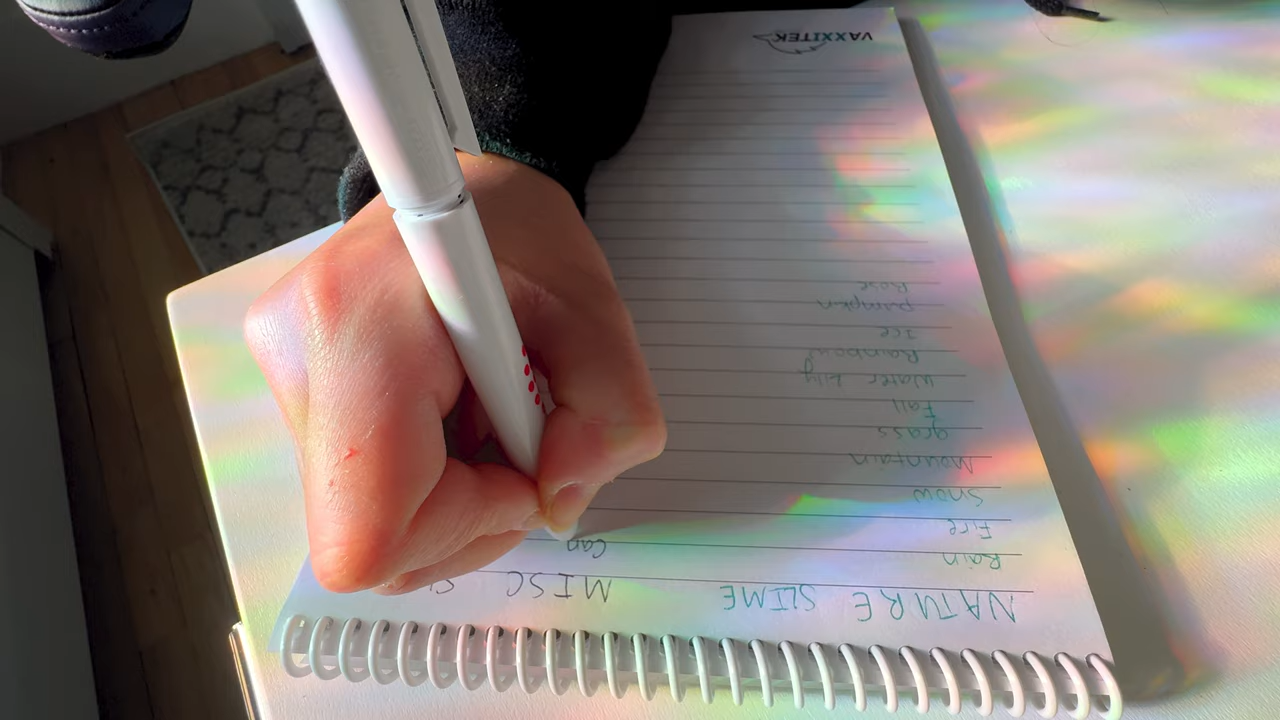 NATURE SLIME MISC
Rain Can
Fire
Snow
Mountain
grass
Fall
Water Lily
Rainbow
Ice
pumpkin
Rose
VAXXITEK